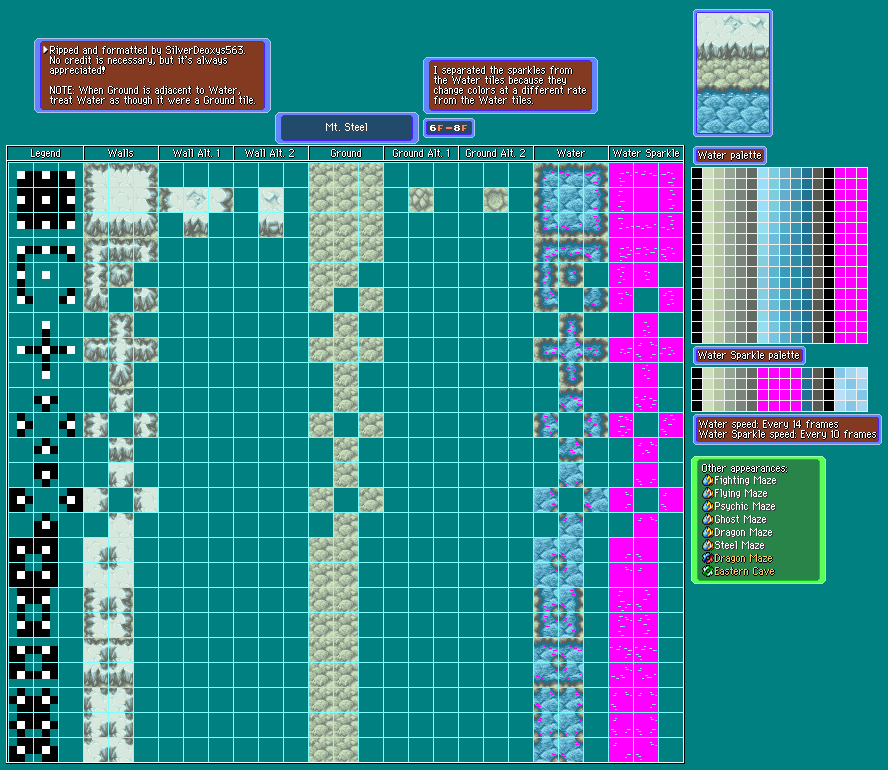 Ripped and formatted by SilverDeoxys563.
No credit is necessary, but it's always
appreciated!
NOTE: When Ground is adjacent to Water,
treat Water as though it were a Ground tile.
I separated the sparkles from
the Water tiles because they
change colors at a different rate
from the Water tiles.
Mt. Steel
6F-8F
Legend Walls Wall Alt. 1 Wall Alt. 2 Ground Ground Alt. 1 Ground Alt. 2 Water Water Sparkle
Water palette
Water Sparkle palette
Water speed: Every 14 frames
Water Sparkle speed: Every 10 frames
Other appearances:
Fighting Maze
Flying Maze
Psychic Maze
Ghost Maze
Dragon Maze
Steel Maze
Dragon Maze
Eastern Cave